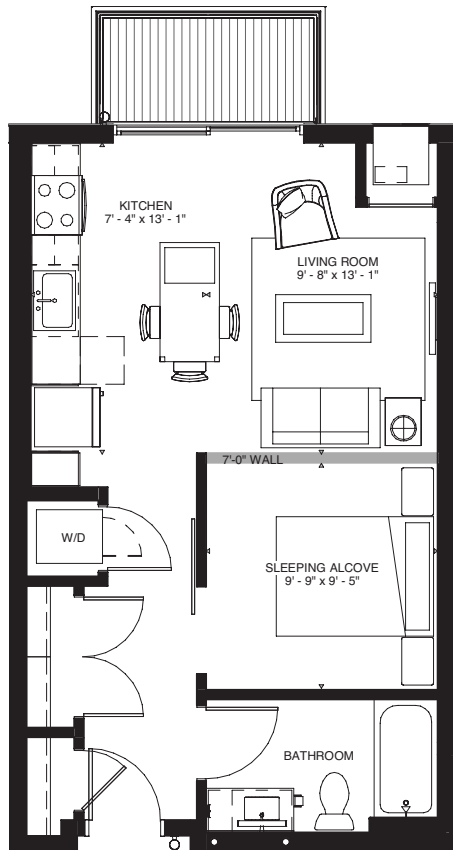 KITCHEN
7' - 4" x 13' - 1"
LIVING ROOM
9' - 8" x 13' - 1"
7'-0" WALL
W/D
SLEEPING ALCOVE
9' - 9" x 9' - 5"
BATHROOM